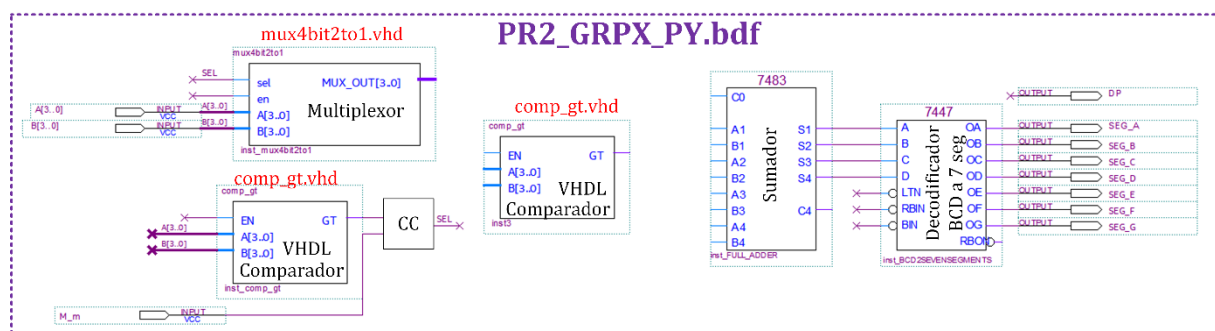 PR2_GRPX_PY.bdf
mux4bit2to1.vhd
mux4bit2to1
SEL
sel
MUX_OUT[3..0]
en
Multiplexor
A[3..0]
INPUT
VCC
A[3..0]
A[3..0]
B[3..0]
INPUT
VCC
B[3..0]
B[3..0]
inst_mux4bit2to1
comp_gt.vhd
comp_gt
EN
GT
A[3..0]
A[3..0]
B[3..0]
B[3..0]
VHDL
Comparador
inst_comp_gt
CC
SEL
M_m
INPUT
VCC
comp_gt.vhd
comp_gt
EN
GT
A[3..0]
B[3..0]
VHDL
Comparador
inst3
7483
C0
A1
B1
A2
B2
A3
B3
A4
B4
Sumador
S1
S2
S3
S4
C4
inst_FULL_ADDER
7447
A
B
C
D
LTN
RBIN
BIN
Decodificador
BCD a 7 seg
OA
OB
OC
OD
OE
OF
OG
RBON
inst_BCD2SEVENSEGMENTS
OUTPUT
DP
OUTPUT
SEG_A
OUTPUT
SEG_B
OUTPUT
SEG_C
OUTPUT
SEG_D
OUTPUT
SEG_E
OUTPUT
SEG_F
OUTPUT
SEG_G